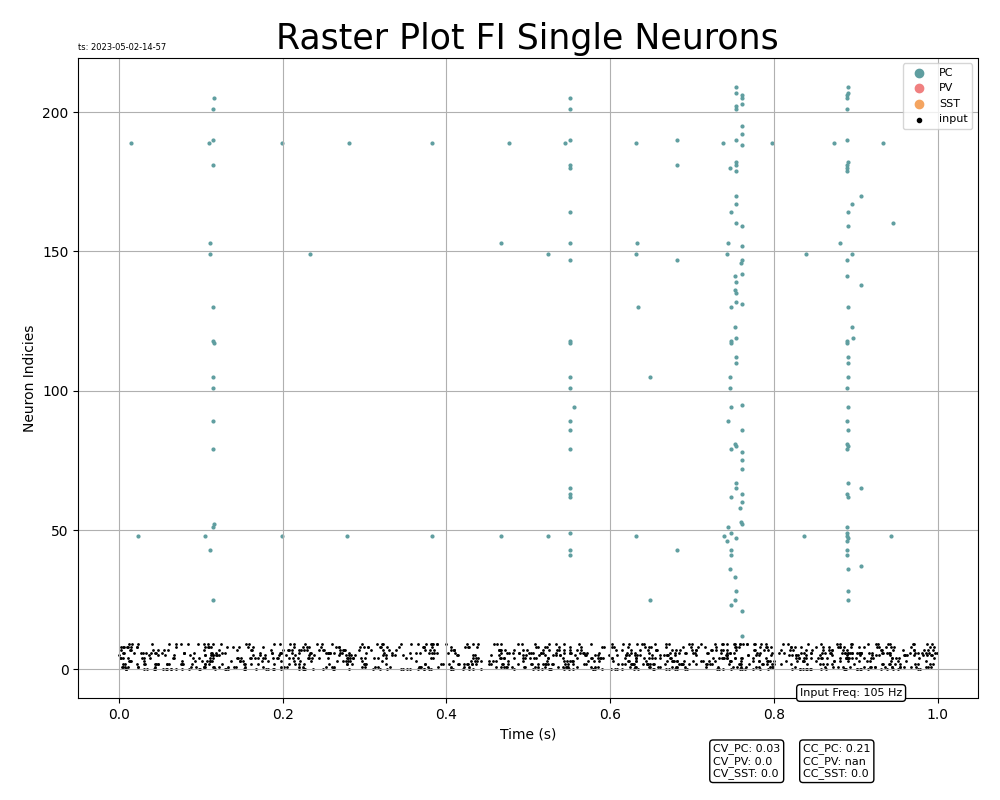 Raster Plot FI Single Neurons
ts: 2023-05-02-14-57
PC
PV
SST
input
200
150
100
50
0
Neuron Indicies
0.0 0.2 0.4 0.6 0.8 1.0
Time (s)
Input Freq: 105 Hz
CV_PC: 0.03
CV_PV: 0.0
CV_SST: 0.0
CC_PC: 0.21
CC_PV: nan
CC_SST: 0.0